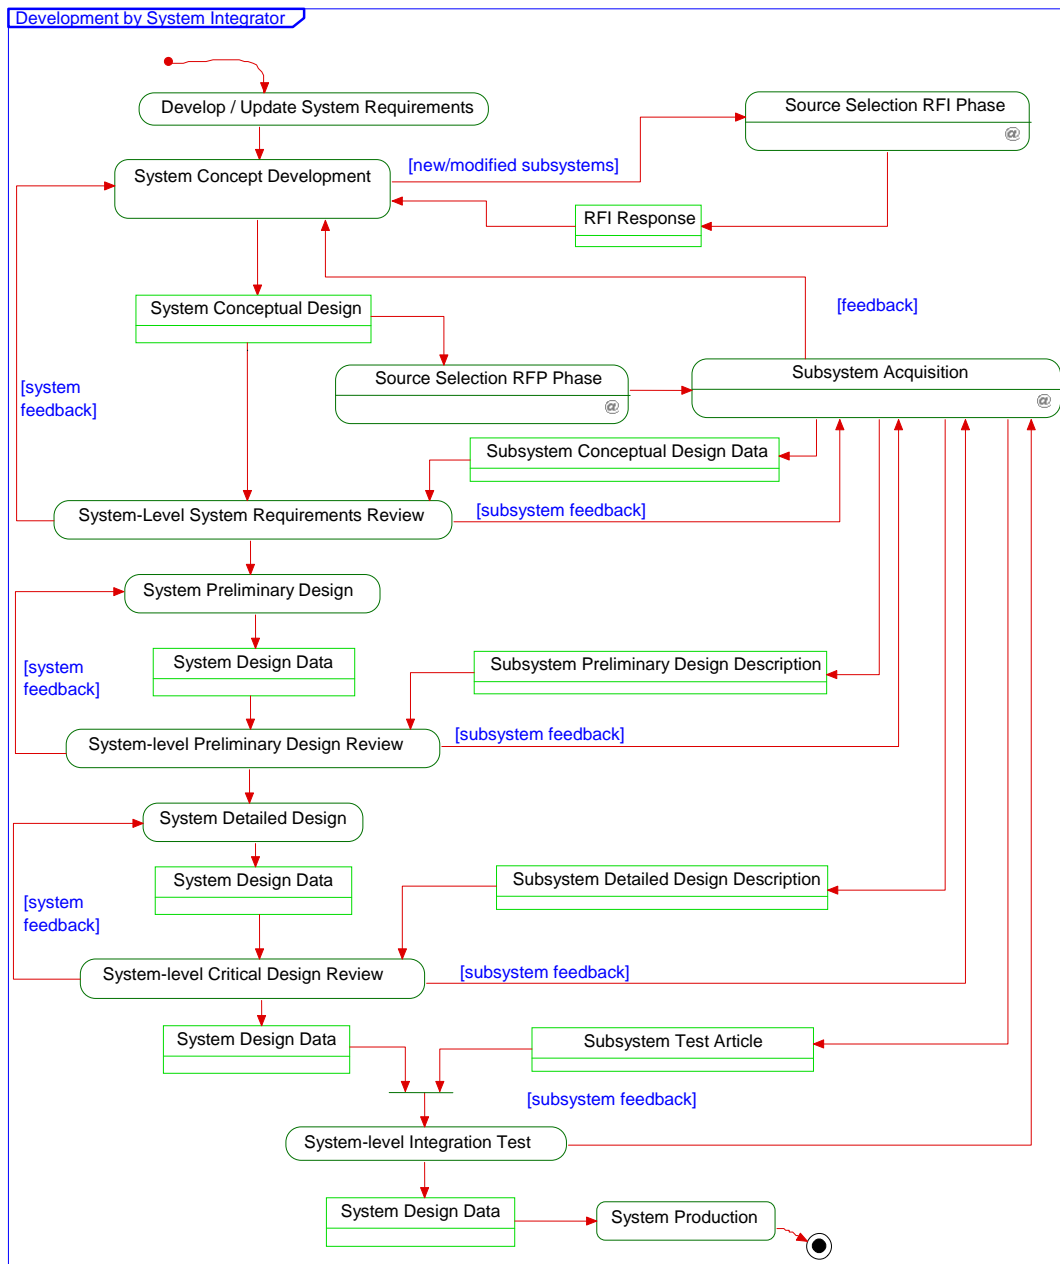 Development by System Integrator
Develop / Update System Requirements
Source Selection RFI Phase
@
[new/modified subsystems]
System Concept Development
RFI Response
System Conceptual Design
[feedback]
Source Selection RFP Phase
@
Subsystem Acquisition
@
[system
feedback]
Subsystem Conceptual Design Data
System-Level System Requirements Review
[subsystem feedback]
System Preliminary Design
[system
feedback]
System Design Data
Subsystem Preliminary Design Description
System-level Preliminary Design Review
[subsystem feedback]
System Detailed Design
System Design Data
Subsystem Detailed Design Description
[system
feedback]
System-level Critical Design Review
[subsystem feedback]
System Design Data
Subsystem Test Article
[subsystem feedback]
System-level Integration Test
System Design Data
System Production